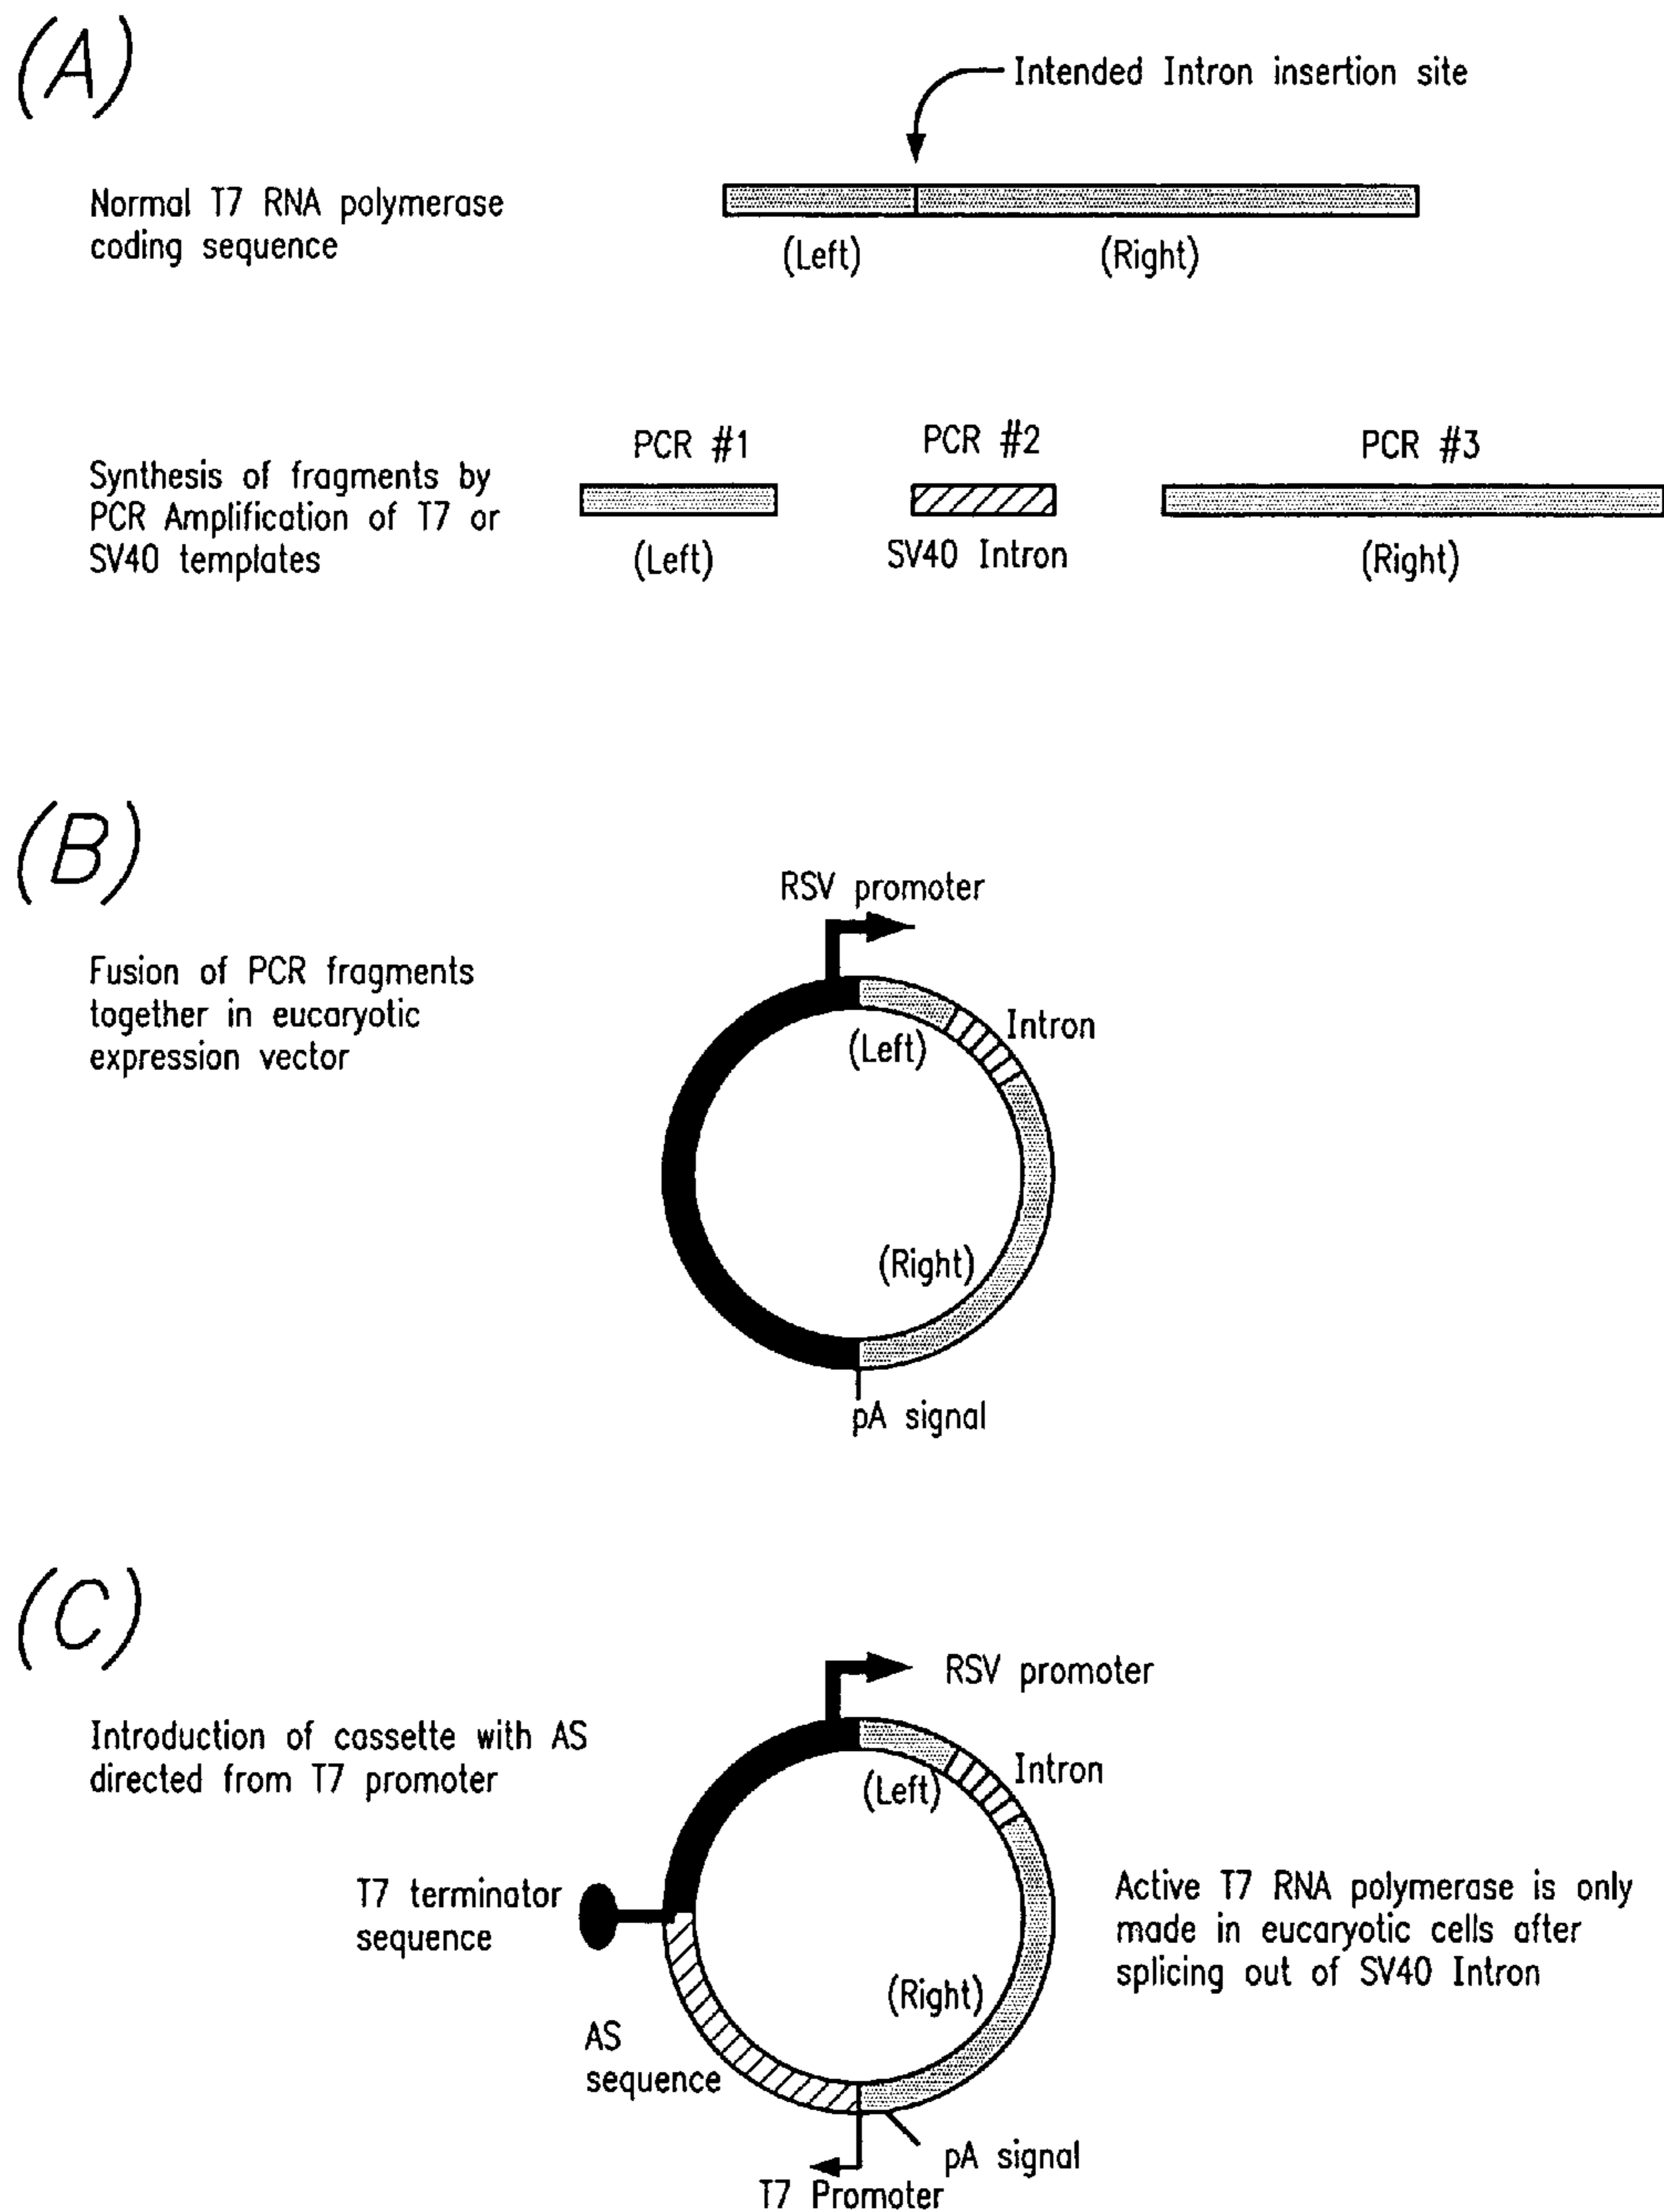 (A)
Intended Intron insertion site
Normal T7 RNA polymerase
coding sequence
(Left)
(Right)
PCR #1
PCR #2
PCR #3
Synthesis of fragments by
PCR Amplification of T7 or
SV40 templates
(Left)
SV40 Intron
(Right)
(B)
RSV promoter
Fusion of PCR fragments
together in eucaryotic
expression vector
Intron
(Left)
(Right)
pA signal
(C)
RSV promoter
Introduction of cassette with AS
directed from T7 promoter
Intron
(Left)
T7 terminator
sequence
Active T7 RNA polymerase is only
made in eucaryotic cells after
splicing out of SV40 Intron
(Right)
AS
sequence
pA signal
T7 Promoter